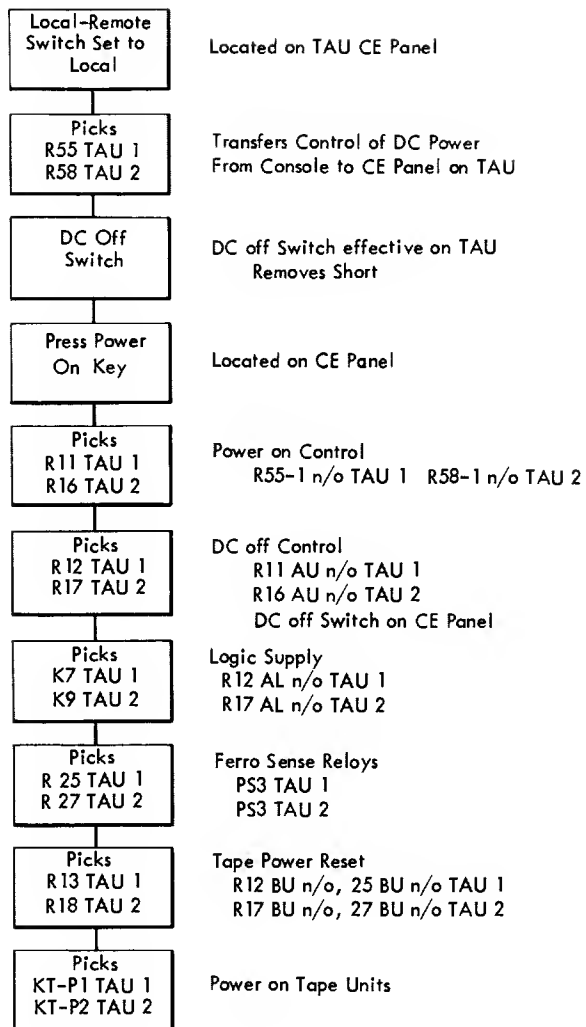 Local-Remote
Switch Set to
Local
Located on TAU CE Panel
Picks
R55 TAU 1
R58 TAU 2
Transfers Control of DC Power
From Console to CE Panel on TAU
DC Off
Switch
DC off Switch effective on TAU
Removes Short
Press Power
On Key
Located on CE Panel
Picks
R11 TAU 1
R16 TAU 2
Power on Control
R55-1 n/o TAU 1 R58-1 n/o TAU 2
Picks
R12 TAU 1
R17 TAU 2
DC off Control
R11 AU n/o TAU 1
R16 AU n/o TAU 2
DC off Switch on CE Panel
Picks
K7 TAU 1
K9 TAU 2
Logic Supply
R12 AL n/o TAU 1
R17 AL n/o TAU 2
Picks
R 25 TAU 1
R 27 TAU 2
Ferro Sense Reloys
PS3 TAU 1
PS3 TAU 2
Picks
R13 TAU 1
R18 TAU 2
Tape Power Reset
R12 BU n/o, 25 BU n/o TAU 1
R17 BU n/o, 27 BU n/o TAU 2
Picks
KT-P1 TAU 1
KT-P2 TAU 2
Power on Tape Units